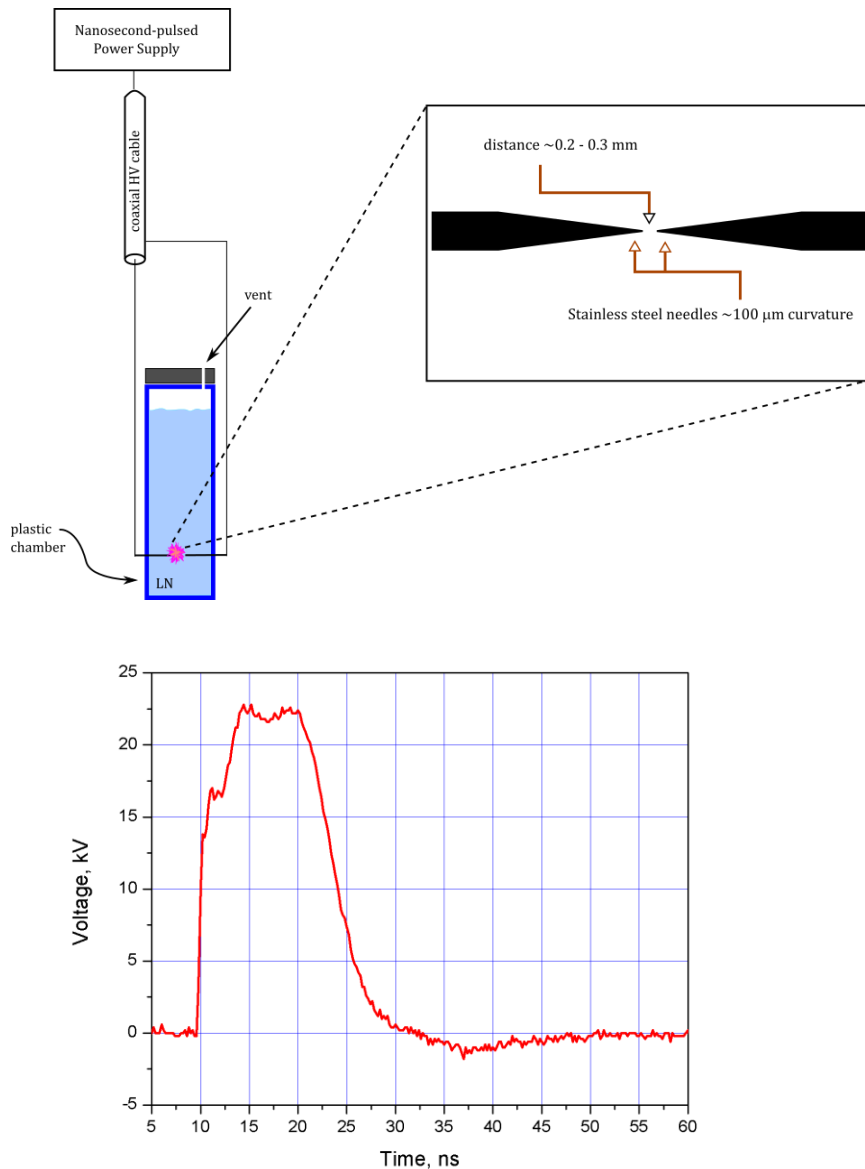 Nanosecond-pulsed
Power Supply
coaxial HV cable
distance ~0.2 - 0.3 mm
Stainless steel needles ~100 μm curvature
vent
plastic
chamber
LN
25
20
15
10
5
0
-5
Voltage, kV
5 10 15 20 25 30 35 40 45 50 55 60
Time, ns